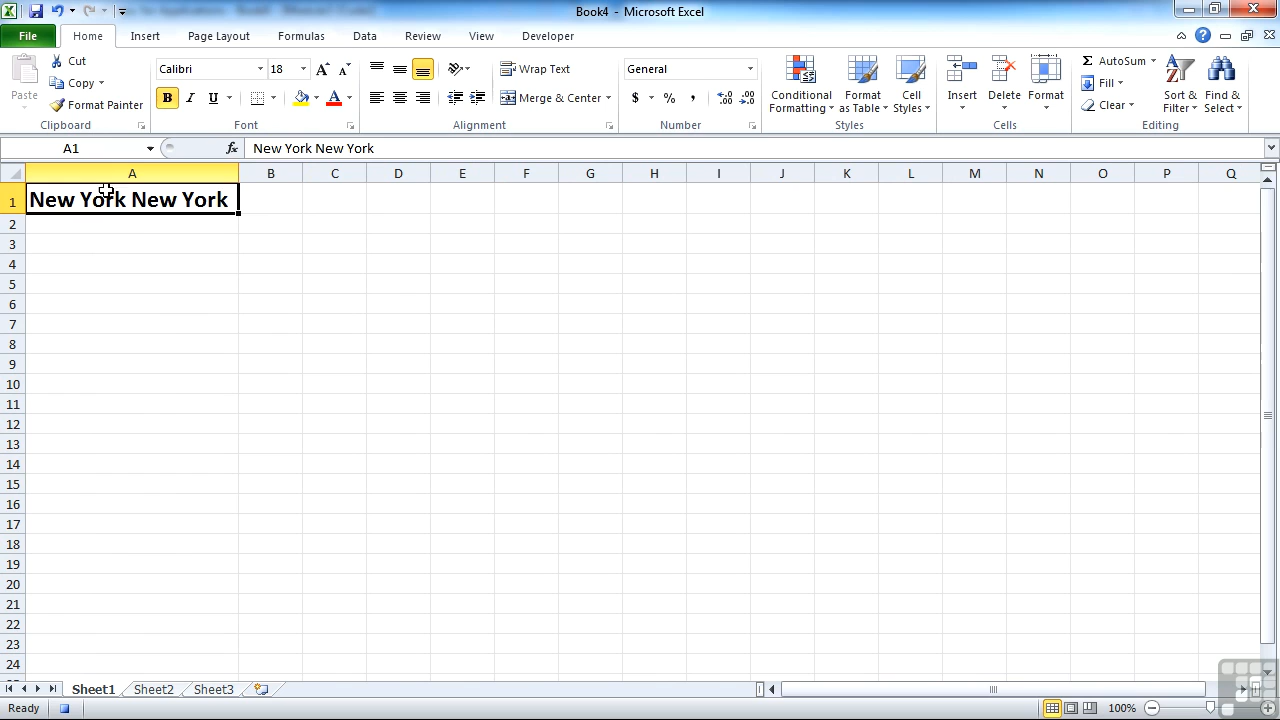 Book4 - Microsoft Excel
File Home Insert Page Layout Formulas Data Review View Developer
Paste Cut Calibri 18 Wrap Text General Conditional Formatting Format as Table Cell Styles Insert Delete Format AutoSum Sort & Filter Find & Select
Copy Fill
Format Painter B I U A Merge & Center $ % , Clear
Clipboard Font Alignment Number Styles Cells Editing
A1 fx New York New York
A B C D E F G H I J K L M N O P Q
1 New York New York
2
3
4
5
6
7
8
9
10
11
12
13
14
15
16
17
18
19
20
21
22
23
24
Sheet1 Sheet2 Sheet3
Ready 100%